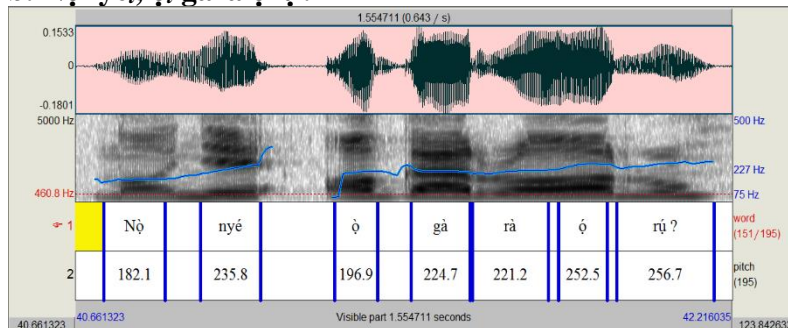 1.554711 (0.643 / s)
0.1533
0
-0.1801
5000 Hz
500 Hz
227 Hz
460.8 Hz
75 Hz
1 Nọ̀ nyé ọ̀ gà rà ọ́ rú ? word (151/195)
2 182.1 235.8 196.9 224.7 221.2 252.5 256.7 pitch (195)
40.661323 Visible part 1.554711 seconds 42.216035
40.661323 123.842633